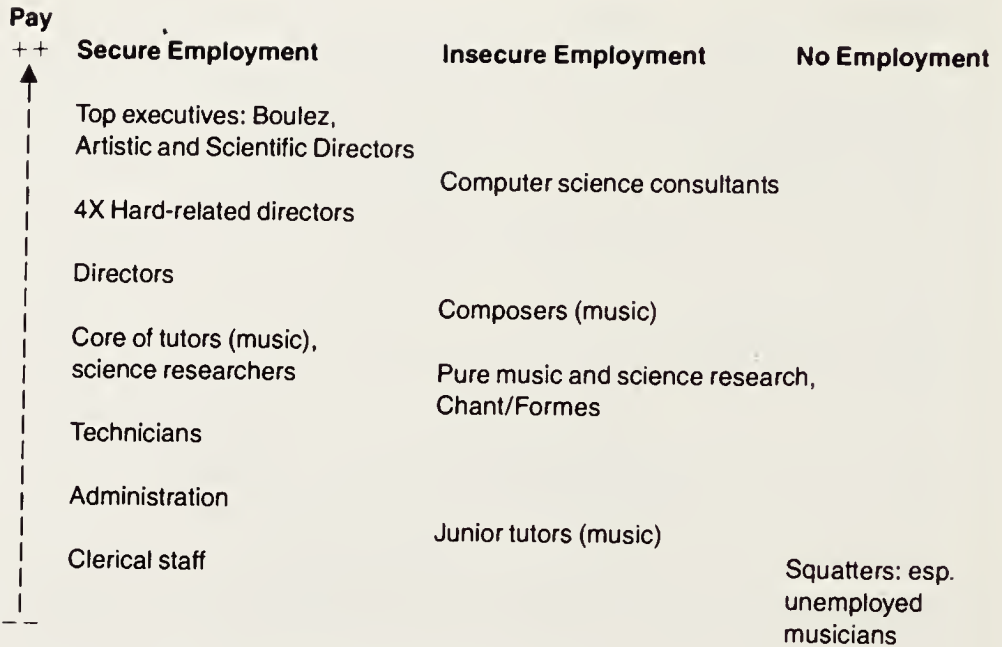 Pay
++
Secure Employment
Insecure Employment
No Employment
Top executives: Boulez,
Artistic and Scientific Directors
Computer science consultants
4X Hard-related directors
Directors
Composers (music)
Core of tutors (music),
science researchers
Pure music and science research,
Chant/Formes
Technicians
Administration
Junior tutors (music)
Clerical staff
Squatters: esp.
unemployed
musicians
--